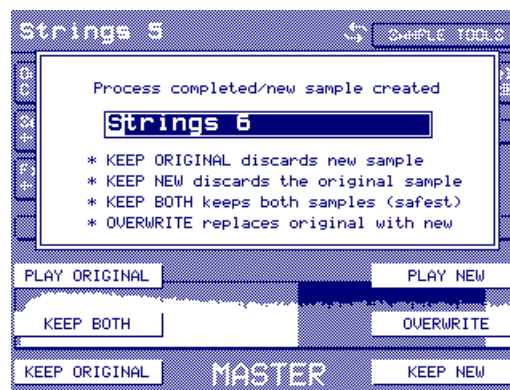 Strings 5
SAMPLE TOOLS
Process completed/new sample created
Strings 6
* KEEP ORIGINAL discards new sample
* KEEP NEW discards the original sample
* KEEP BOTH keeps both samples (safest)
* OVERWRITE replaces original with new
PLAY ORIGINAL
PLAY NEW
KEEP BOTH
OVERWRITE
KEEP ORIGINAL
MASTER
KEEP NEW